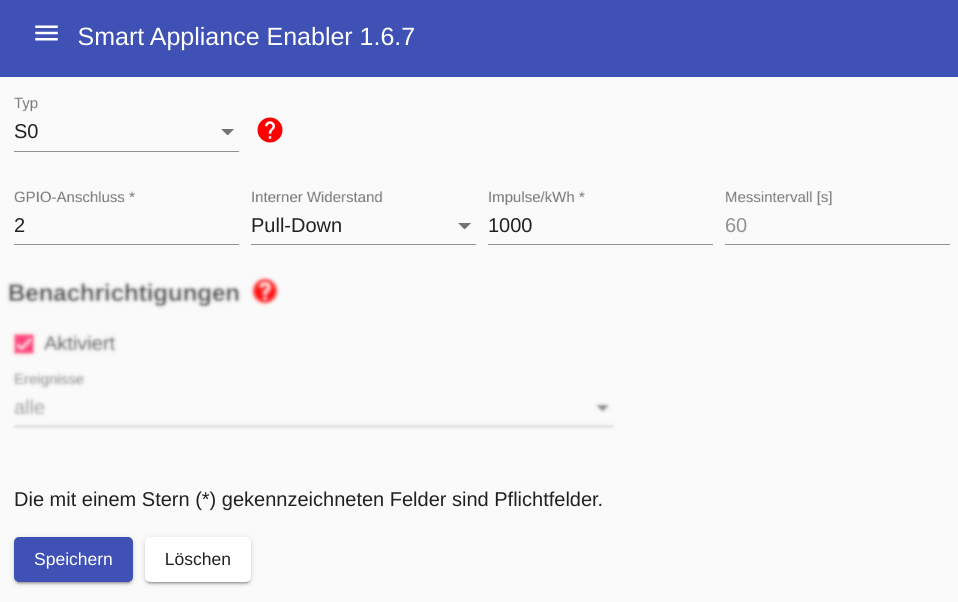 Smart Appliance Enabler 1.6.7
Typ
S0
GPIO-Anschluss * Interner Widerstand Impulse/kWh * Messintervall [s]
2 Pull-Down 1000 60
Benachrichtigungen
Aktiviert
Ereignisse
alle
Die mit einem Stern (*) gekennzeichneten Felder sind Pflichtfelder.
Speichern Löschen